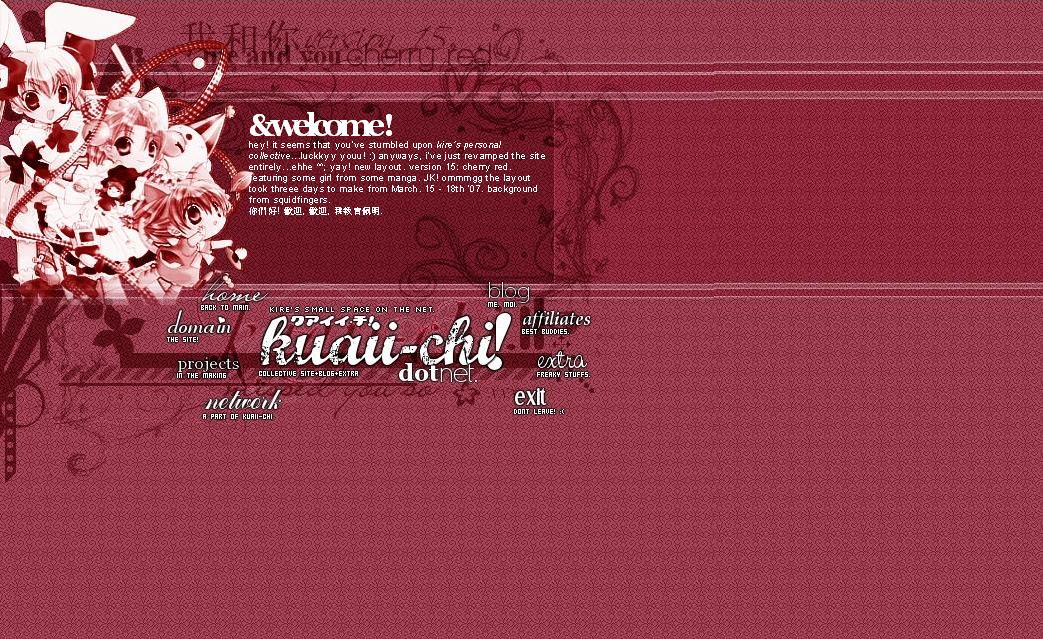 我和你 version 15
me and you cherry red
&welcome!
hey! it seems that you've stumbled upon kire's personal
collective...luckkyy youu! :) anyways, i've just revamped the site
entirely...ehhe ^^; yay! new layout. version 15: cherry red.
featuring some girl from some manga. JK! ommmgg the layout
took threee days to make from March. 15 - 18th '07. background
from squidfingers.
你們好! 歡迎, 歡迎,
home
BACK TO MAIN.
blog
ME. MOI.
KIRE'S SMALL SPACE ON THE NET.
domain
THE SITE!
クアイイチ!
affiliates
BEST BUDDIES.
kuaii-chi!
projects
IN THE MAKING
extra
FREAKY STUFFS.
COLLECTIVE SITE+BLOG+EXTRA
dotnet.
network
A PART OF KUAII-CHI.
exit
DONT LEAVE! :(